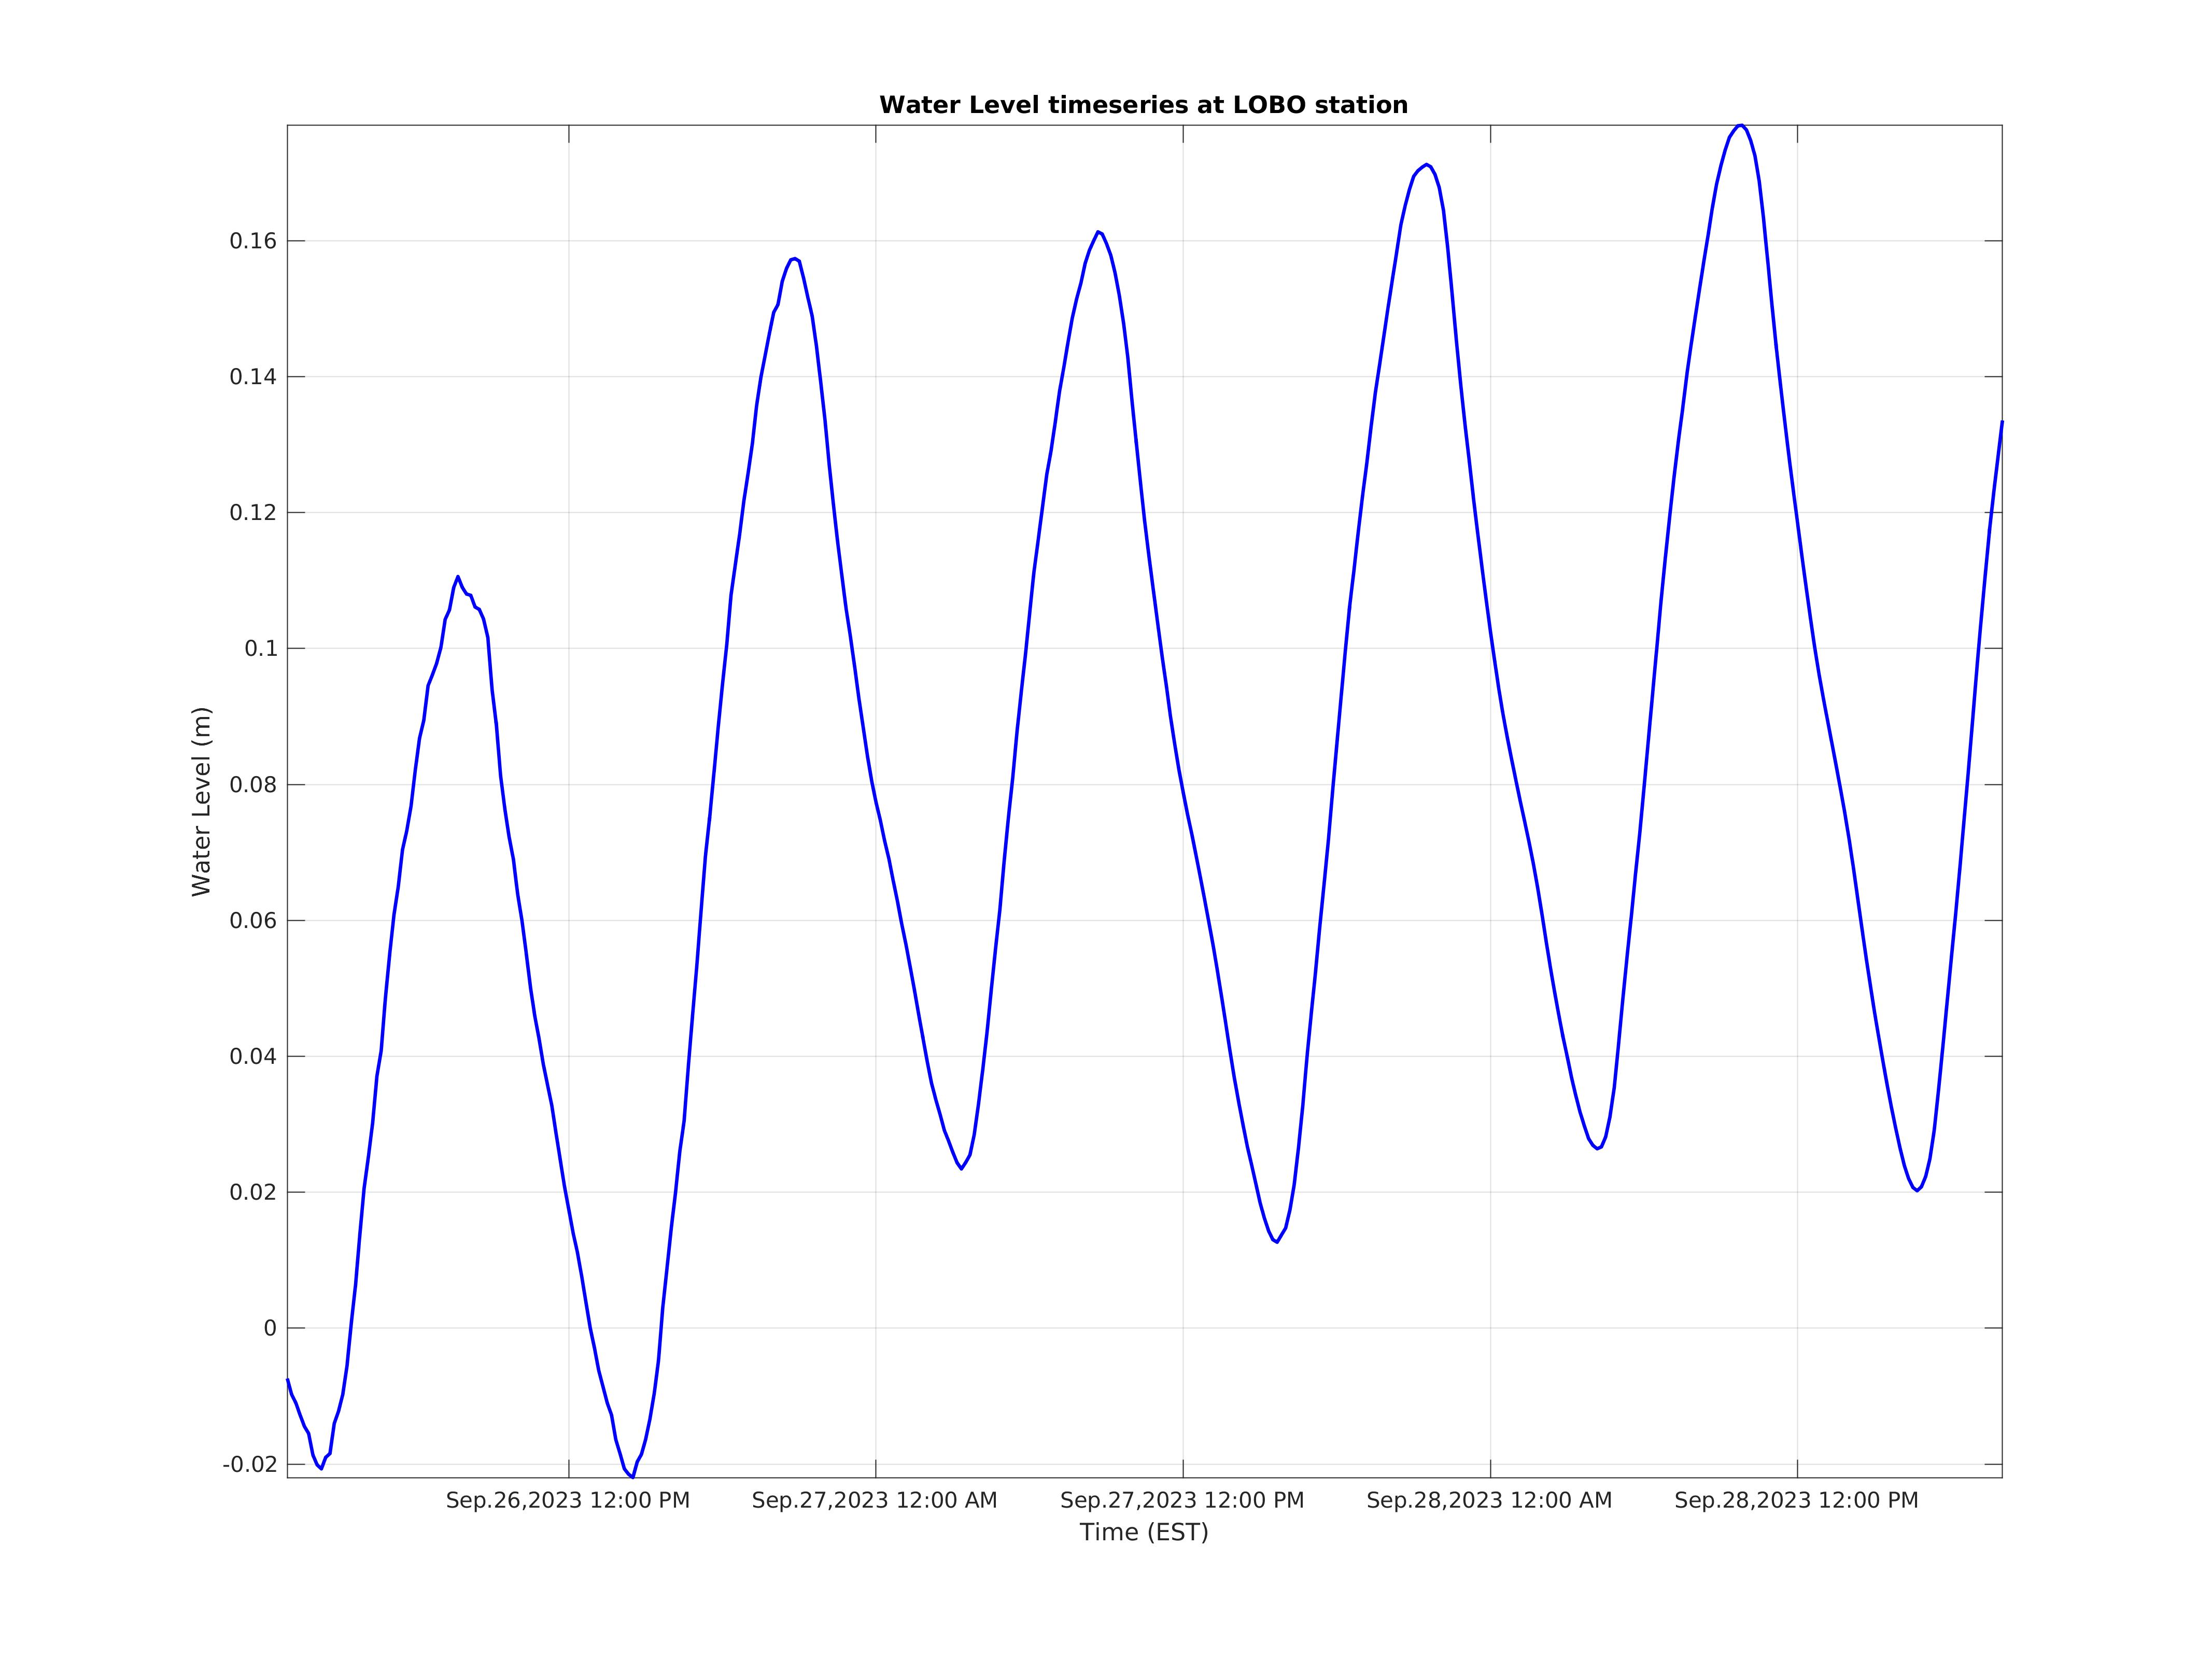 Water Level timeseries at LOBO station
0.16
0.14
0.12
0.1
0.08
0.06
0.04
0.02
0
-0.02
Water Level (m)
Sep.26,2023 12:00 PM Sep.27,2023 12:00 AM Sep.27,2023 12:00 PM Sep.28,2023 12:00 AM Sep.28,2023 12:00 PM
Time (EST)